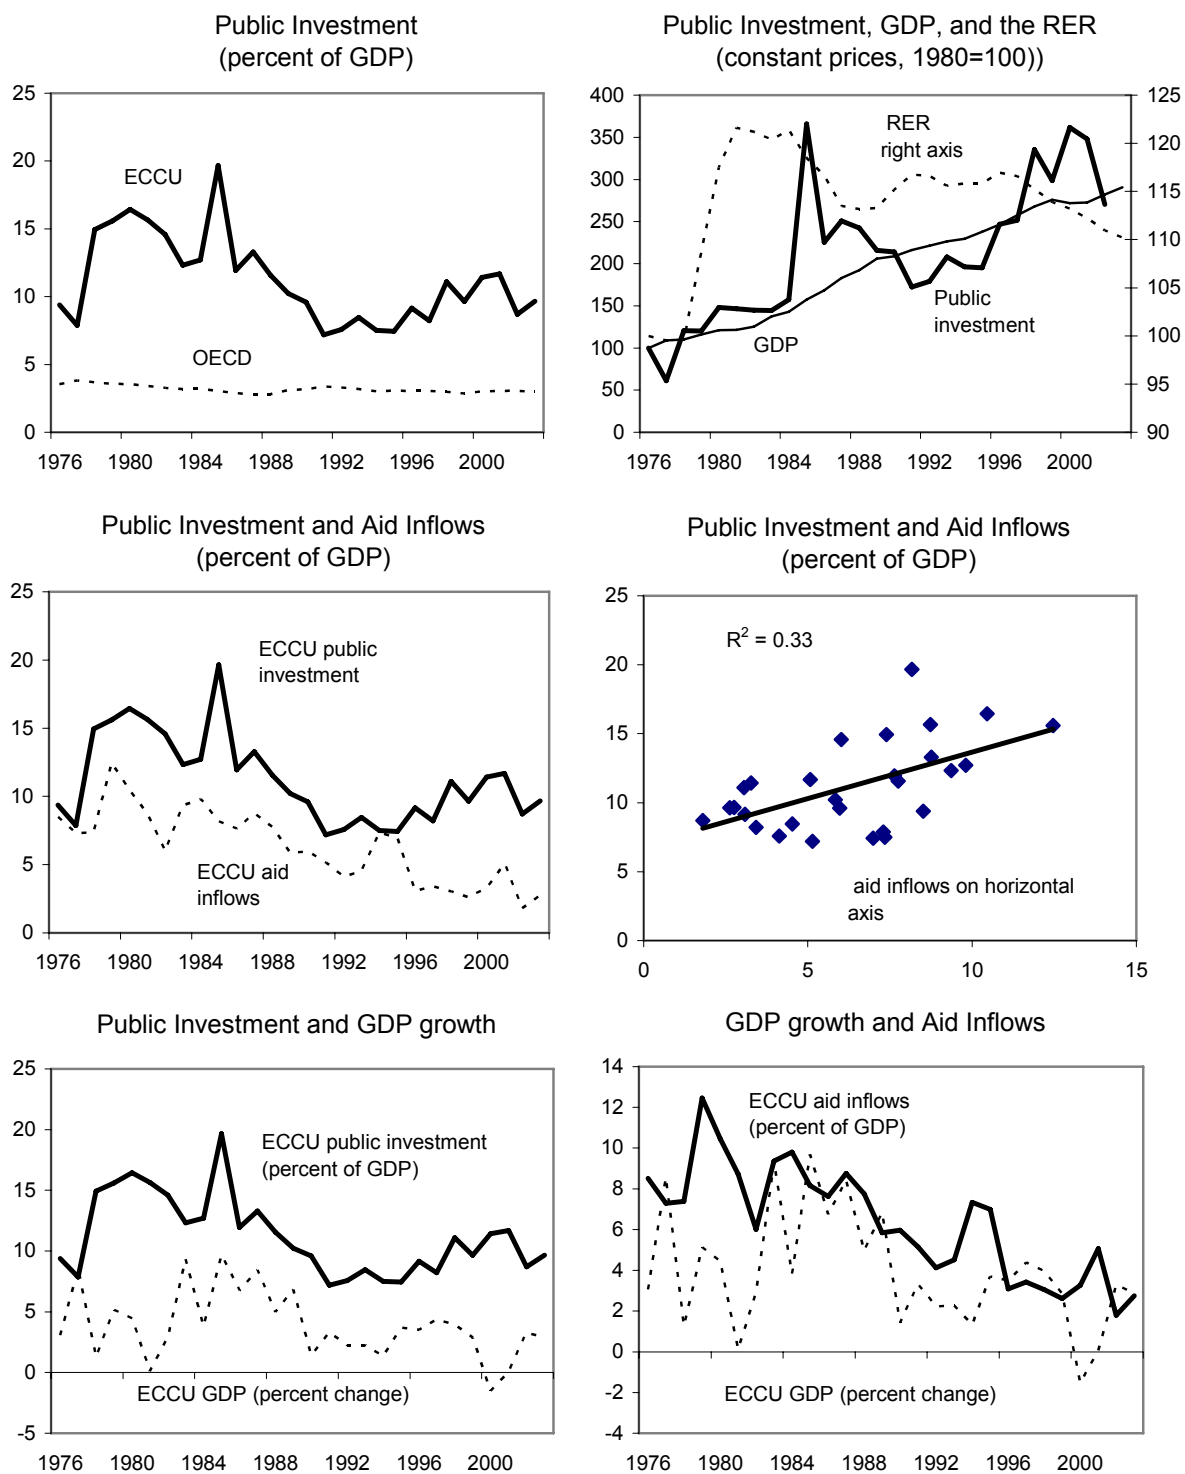 Public Investment
(percent of GDP)
25
20
15
10
5
0
ECCU
OECD
1976 1980 1984 1988 1992 1996 2000
Public Investment, GDP, and the RER
(constant prices, 1980=100))
400
350
300
250
200
150
100
50
0
RER
right axis
Public
investment
GDP
125
120
115
110
105
100
95
90
1976 1980 1984 1988 1992 1996 2000
Public Investment and Aid Inflows
(percent of GDP)
25
20
15
10
5
0
ECCU public
investment
ECCU aid
inflows
1976 1980 1984 1988 1992 1996 2000
Public Investment and Aid Inflows
(percent of GDP)
25
20
15
10
5
0
R² = 0.33
aid inflows on horizontal
axis
0 5 10 15
Public Investment and GDP growth
25
20
15
10
5
0
-5
ECCU public investment
(percent of GDP)
ECCU GDP (percent change)
1976 1980 1984 1988 1992 1996 2000
GDP growth and Aid Inflows
14
12
10
8
6
4
2
0
-2
-4
ECCU aid inflows
(percent of GDP)
ECCU GDP (percent change)
1976 1980 1984 1988 1992 1996 2000